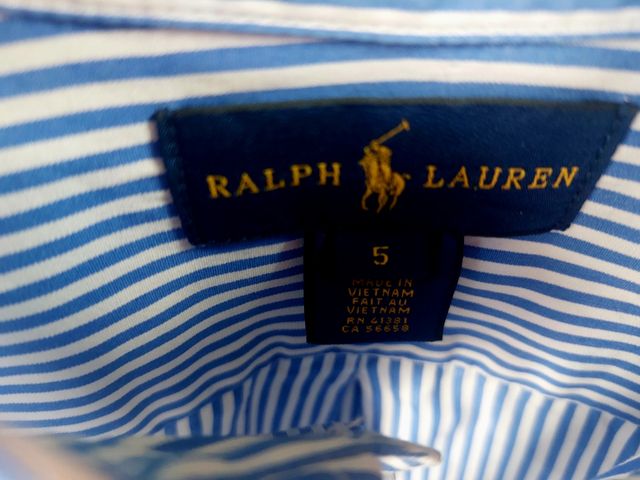 RALPH LAUREN
5
MADE IN
VIETNAM
FAIT AU
VIETNAM
RN 41381
CA 56658